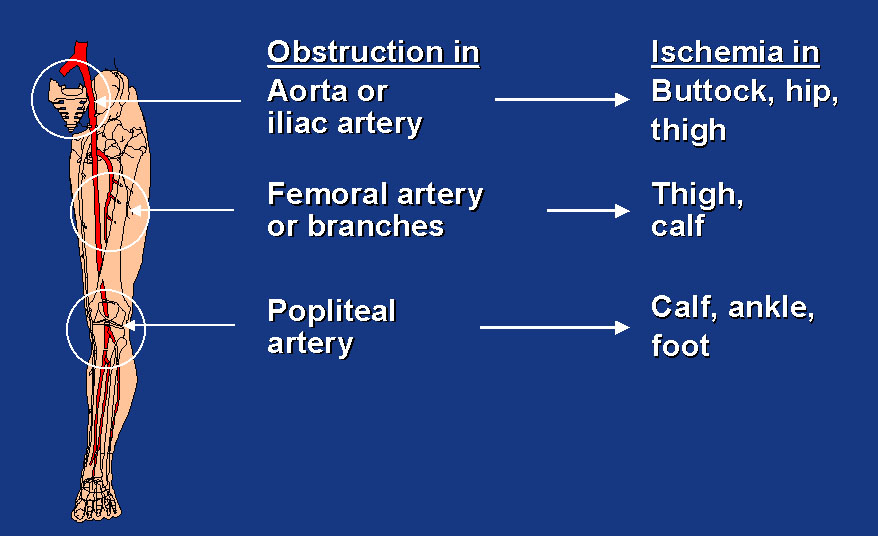 Obstruction in
Ischemia in
Aorta or
iliac artery
Buttock, hip,
thigh
Femoral artery
or branches
Thigh,
calf
Popliteal
artery
Calf, ankle,
foot